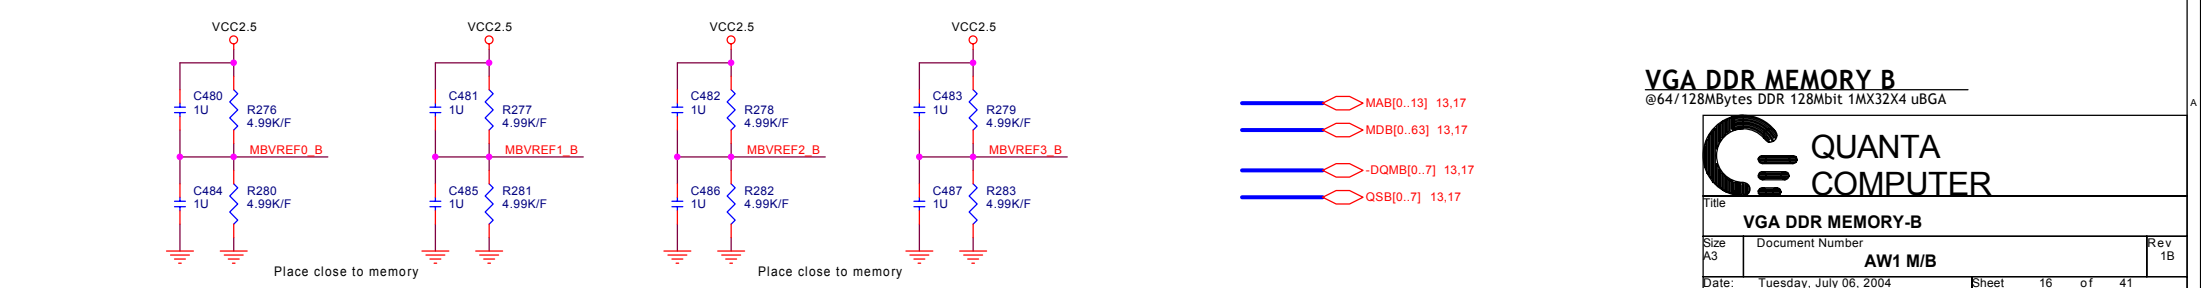 VCC2.5
C480
1U
R276
4.99K/F
MBVREF0_B
C484
1U
R280
4.99K/F
VCC2.5
C481
1U
R277
4.99K/F
MBVREF1_B
C485
1U
R281
4.99K/F
Place close to memory
VCC2.5
C482
1U
R278
4.99K/F
MBVREF2_B
C486
1U
R282
4.99K/F
VCC2.5
C483
1U
R279
4.99K/F
MBVREF3_B
C487
1U
R283
4.99K/F
Place close to memory
MAB[0..13] 13,17
MDB[0..63] 13,17
-DQMB[0..7] 13,17
QSB[0..7] 13,17
VGA DDR MEMORY B
@64/128MBytes DDR 128Mbit 1MX32X4 uBGA
A
QUANTA
COMPUTER
Title
VGA DDR MEMORY-B
Size
A3
Document Number
AW1 M/B
Rev
1B
Date: Tuesday, July 06, 2004 Sheet 16 of 41